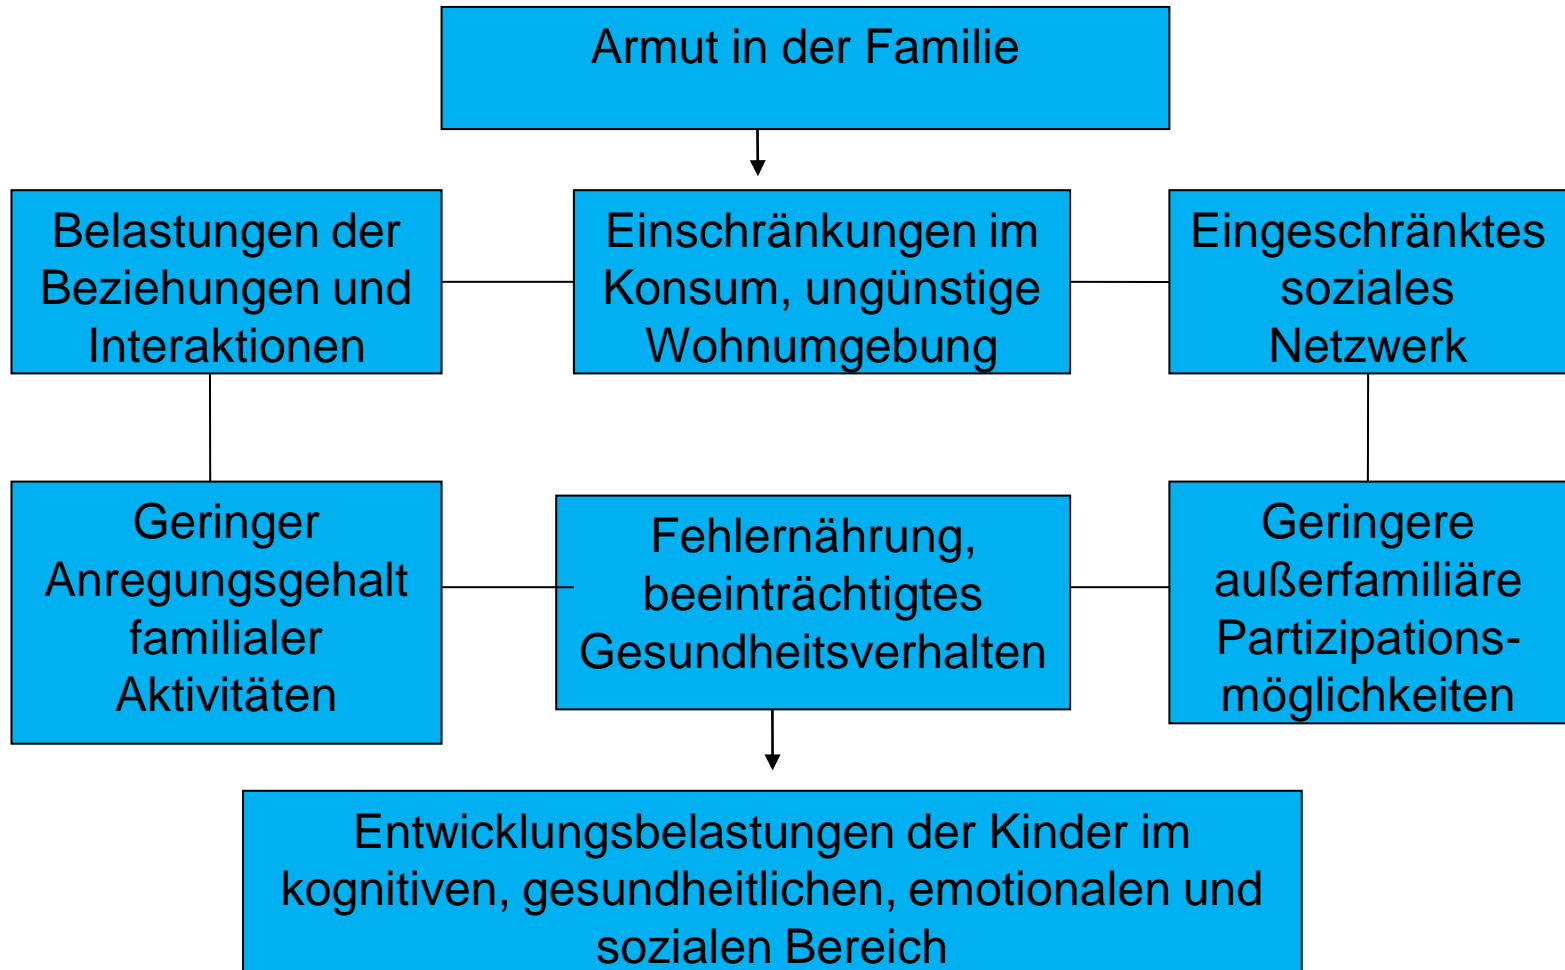 Armut in der Familie
Belastungen der
Beziehungen und
Interaktionen
Einschränkungen im
Konsum, ungünstige
Wohnumgebung
Eingeschränktes
soziales
Netzwerk
Geringer
Anregungsgehalt
familialer
Aktivitäten
Fehlernährung,
beeinträchtigtes
Gesundheitsverhalten
Geringere
außerfamiliäre
Partizipations-
möglichkeiten
Entwicklungsbelastungen der Kinder im
kognitiven, gesundheitlichen, emotionalen und
sozialen Bereich